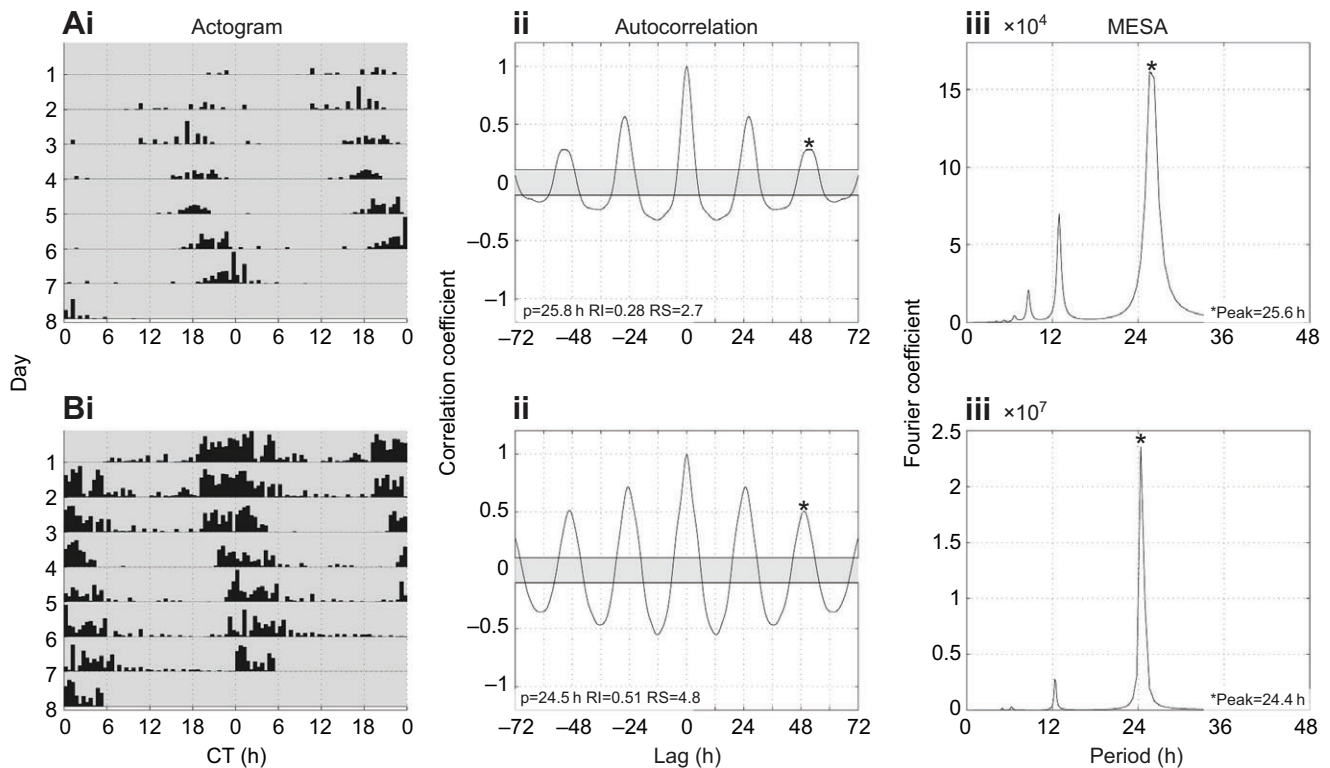 Ai Actogram
1
2
3
4
5
6
7
8
0 6 12 18 0 6 12 18 0
ii Autocorrelation
1
0.5
0
–0.5
–1
p=25.8 h RI=0.28 RS=2.7
*
–72 –48 –24 0 24 48 72
iii ×10⁴ MESA
15
10
5
0
*
*Peak=25.6 h
0 12 24 36 48
Day
Correlation coefficient
Fourier coefficient
Bi
1
2
3
4
5
6
7
8
0 6 12 18 0 6 12 18 0
CT (h)
ii
1
0.5
0
–0.5
–1
p=24.5 h RI=0.51 RS=4.8
*
–72 –48 –24 0 24 48 72
Lag (h)
iii ×10⁷
2.5
2
1.5
1
0.5
0
*
*Peak=24.4 h
0 12 24 36 48
Period (h)